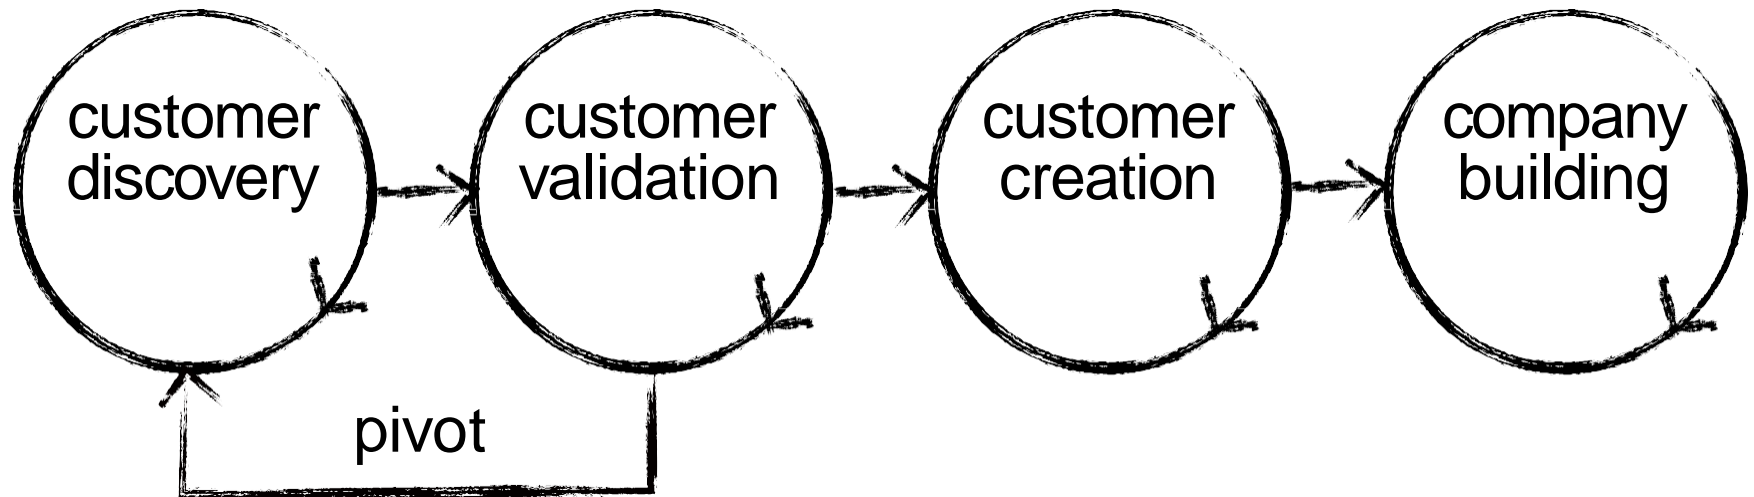 customer
discovery
customer
validation
customer
creation
company
building
pivot